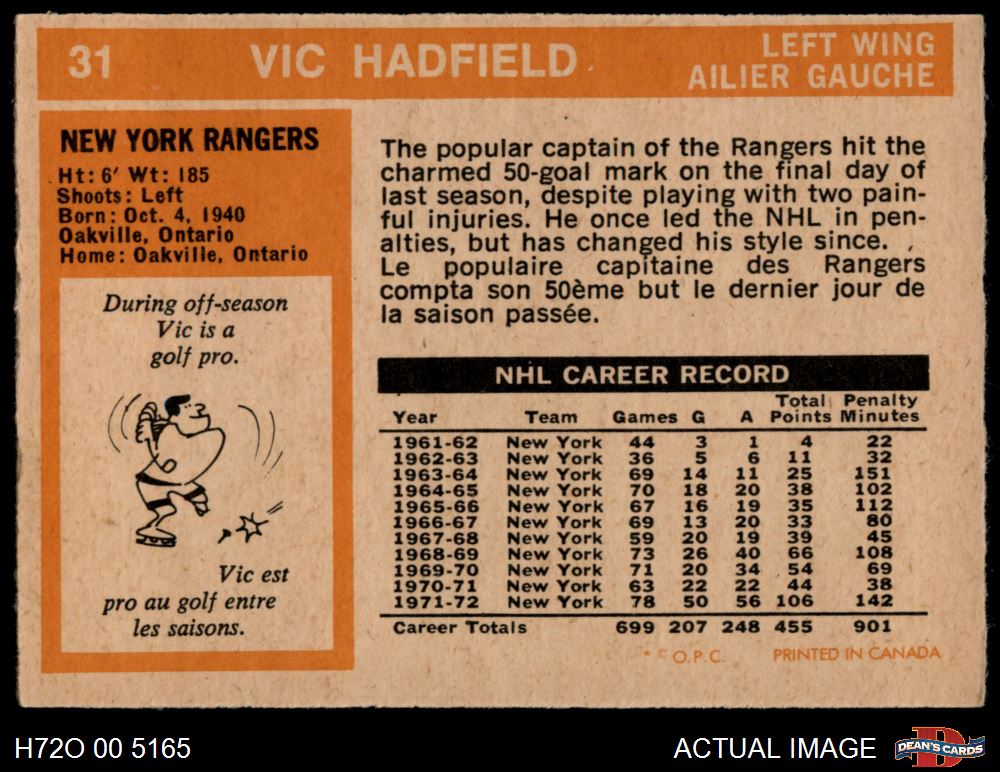 31 VIC HADFIELD
LEFT WING
AILIER GAUCHE
NEW YORK RANGERS
Ht: 6' Wt: 185
Shoots: Left
Born: Oct. 4, 1940
Oakville, Ontario
Home: Oakville, Ontario
During off-season
Vic is a
golf pro.
Vic est
pro au golf entre
les saisons.
The popular captain of the Rangers hit the
charmed 50-goal mark on the final day of
last season, despite playing with two pain-
ful injuries. He once led the NHL in pen-
alties, but has changed his style since.
Le populaire capitaine des Rangers
compta son 50ème but le dernier jour de
la saison passée.
NHL CAREER RECORD
Total Penalty
Year Team Games G A Points Minutes
1961-62 New York 44 3 1 4 22
1962-63 New York 36 5 6 11 32
1963-64 New York 69 14 11 25 151
1964-65 New York 70 18 20 38 102
1965-66 New York 67 16 19 35 112
1966-67 New York 69 13 20 33 80
1967-68 New York 59 20 19 39 45
1968-69 New York 73 26 40 66 108
1969-70 New York 71 20 34 54 69
1970-71 New York 63 22 22 44 38
1971-72 New York 78 50 56 106 142
Career Totals 699 207 248 455 901
* © O.P.C. PRINTED IN CANADA
H72O 00 5165
ACTUAL IMAGE
DEAN'S CARDS